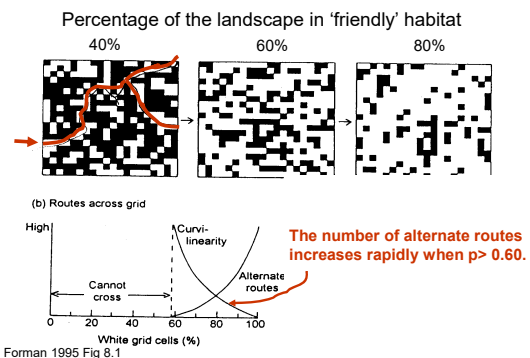 Percentage of the landscape in ‘friendly’ habitat
40% 60% 80%
(b) Routes across grid
High
Curvi-
linearity
Cannot
cross
Alternate
routes
The number of alternate routes
increases rapidly when p> 0.60.
0 20 40 60 80 100
White grid cells (%)
Forman 1995 Fig 8.1